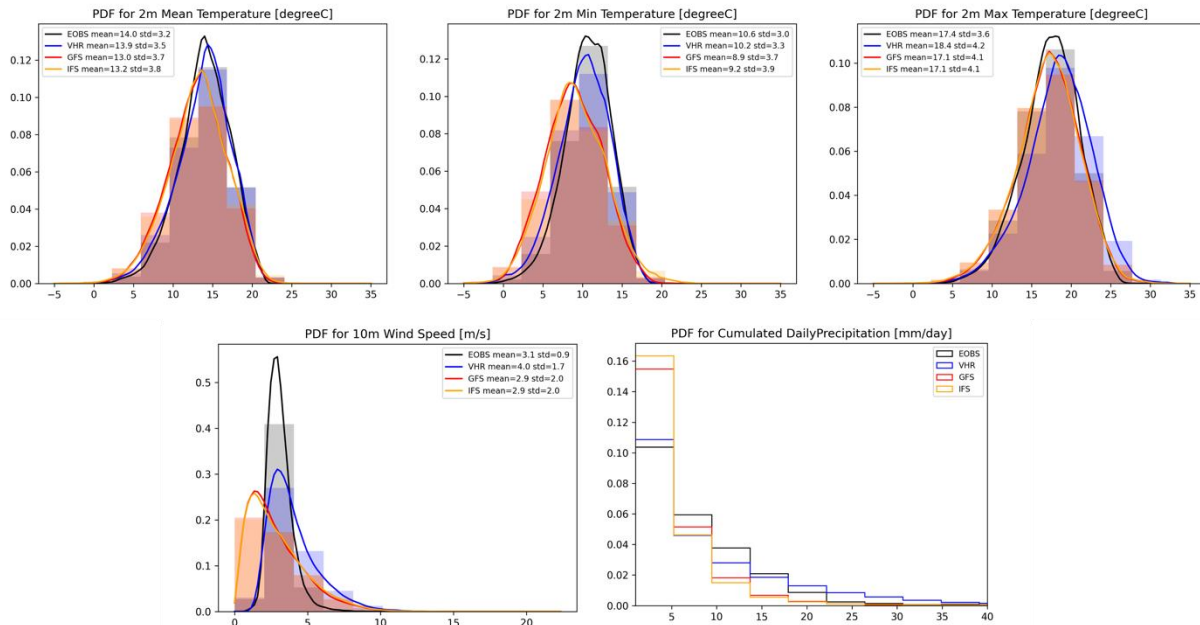 PDF for 2m Mean Temperature [degreeC]
EOBS mean=14.0 std=3.2
VHR mean=13.9 std=3.5
GFS mean=13.0 std=3.7
IFS mean=13.2 std=3.8
0.12
0.10
0.08
0.06
0.04
0.02
0.00
−5 0 5 10 15 20 25 30 35
PDF for 2m Min Temperature [degreeC]
EOBS mean=10.6 std=3.0
VHR mean=10.2 std=3.3
GFS mean=8.9 std=3.7
IFS mean=9.2 std=3.9
0.12
0.10
0.08
0.06
0.04
0.02
0.00
−5 0 5 10 15 20 25 30 35
PDF for 2m Max Temperature [degreeC]
EOBS mean=17.4 std=3.6
VHR mean=18.4 std=4.2
GFS mean=17.1 std=4.1
IFS mean=17.1 std=4.1
0.10
0.08
0.06
0.04
0.02
0.00
−5 0 5 10 15 20 25 30 35
PDF for 10m Wind Speed [m/s]
EOBS mean=3.1 std=0.9
VHR mean=4.0 std=1.7
GFS mean=2.9 std=2.0
IFS mean=2.9 std=2.0
0.5
0.4
0.3
0.2
0.1
0.0
0 5 10 15 20
PDF for Cumulated DailyPrecipitation [mm/day]
EOBS
VHR
GFS
IFS
0.16
0.14
0.12
0.10
0.08
0.06
0.04
0.02
0.00
5 10 15 20 25 30 35 40